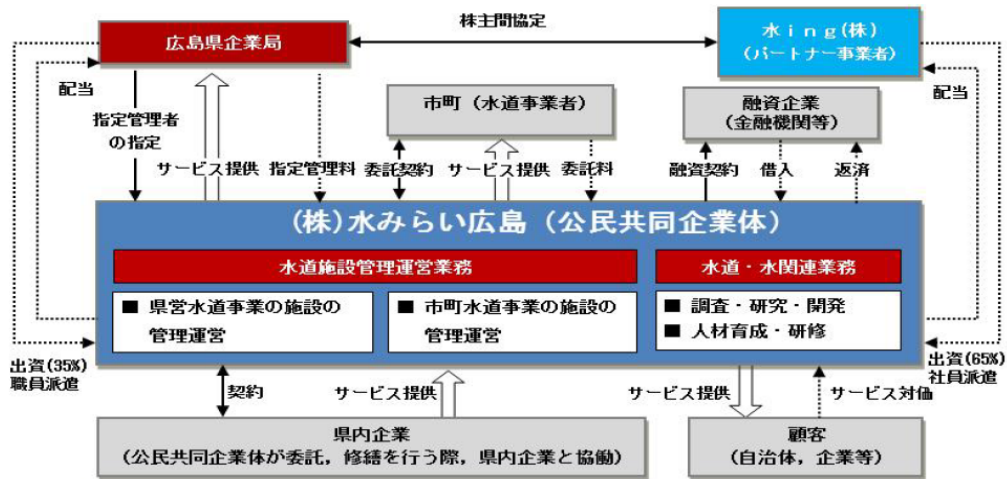 株主間協定
広島県企業局
水ing(株)
(パートナー事業者)
配当
配当
指定管理者
の指定
市町（水道事業者）
融資企業
(金融機関等)
サービス提供
指定管理料
委託契約
サービス提供
委託料
融資契約
借入
返済
(株)水みらい広島（公民共同企業体）
水道施設管理運営業務
水道・水関連業務
■ 県営水道事業の施設の
管理運営
■ 市町水道事業の施設の
管理運営
■ 調査・研究・開発
■ 人材育成・研修
出資(35%)
職員派遣
出資(65%)
社員派遣
契約
サービス提供
サービス提供
サービス対価
県内企業
(公民共同企業体が委託，修繕を行う際，県内企業と協働)
顧客
(自治体，企業等)